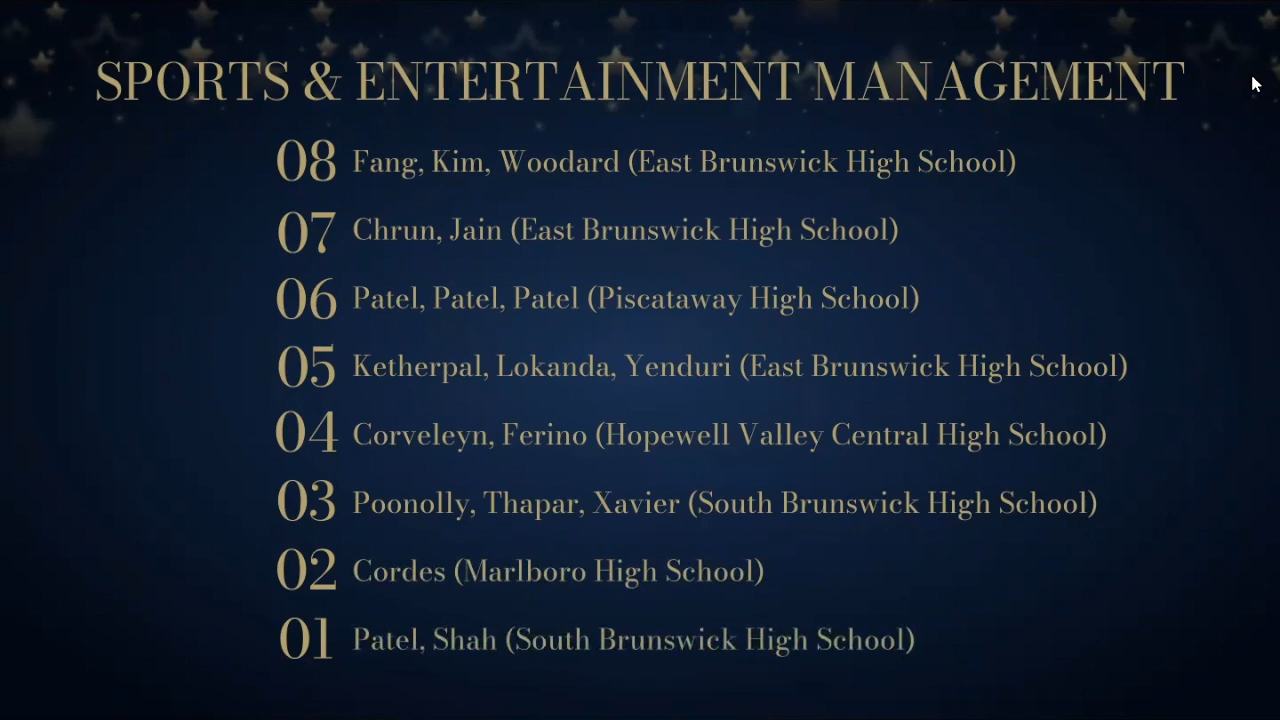 SPORTS & ENTERTAINMENT MANAGEMENT
08 Fang, Kim, Woodard (East Brunswick High School)
07 Chrun, Jain (East Brunswick High School)
06 Patel, Patel, Patel (Piscataway High School)
05 Ketherpal, Lokanda, Yenduri (East Brunswick High School)
04 Corveleyn, Ferino (Hopewell Valley Central High School)
03 Poonolly, Thapar, Xavier (South Brunswick High School)
02 Cordes (Marlboro High School)
01 Patel, Shah (South Brunswick High School)